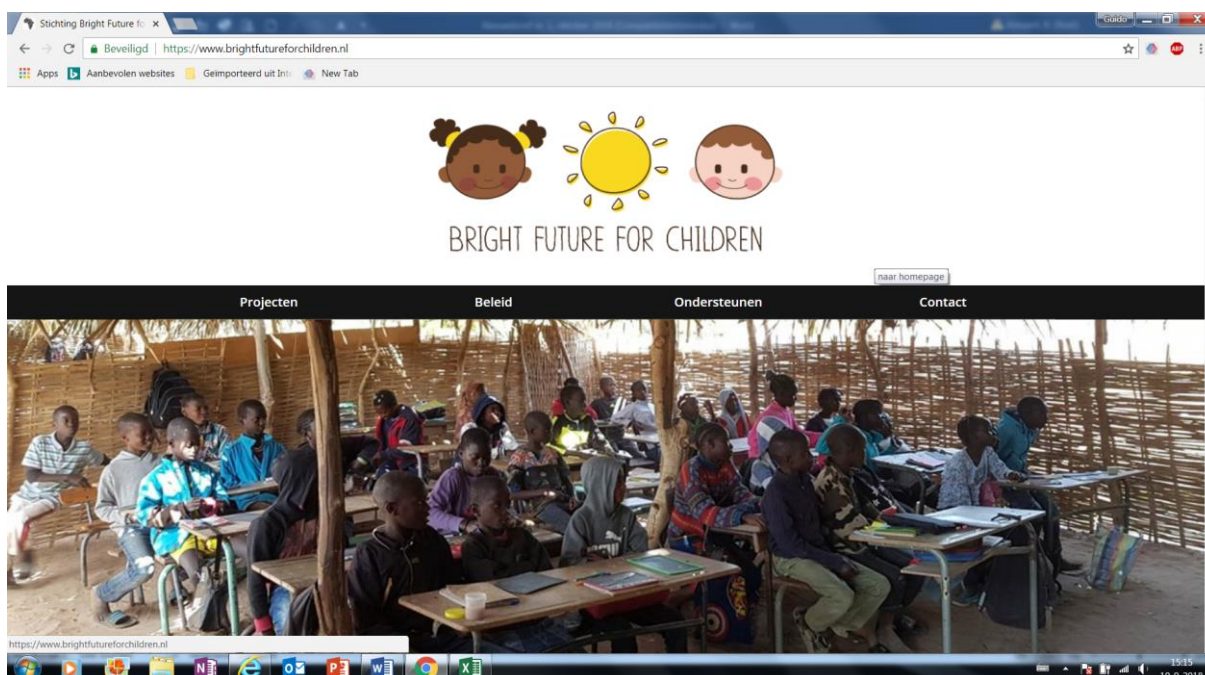 Stichting Bright Future fo
Guido
Beveiligd | https://www.brightfutureforchildren.nl
ABP
Apps Aanbevolen websites Geïmporteerd uit Int New Tab
BRIGHT FUTURE FOR CHILDREN
naar homepage
Projecten Beleid Ondersteunen Contact
https://www.brightfutureforchildren.nl
15:15